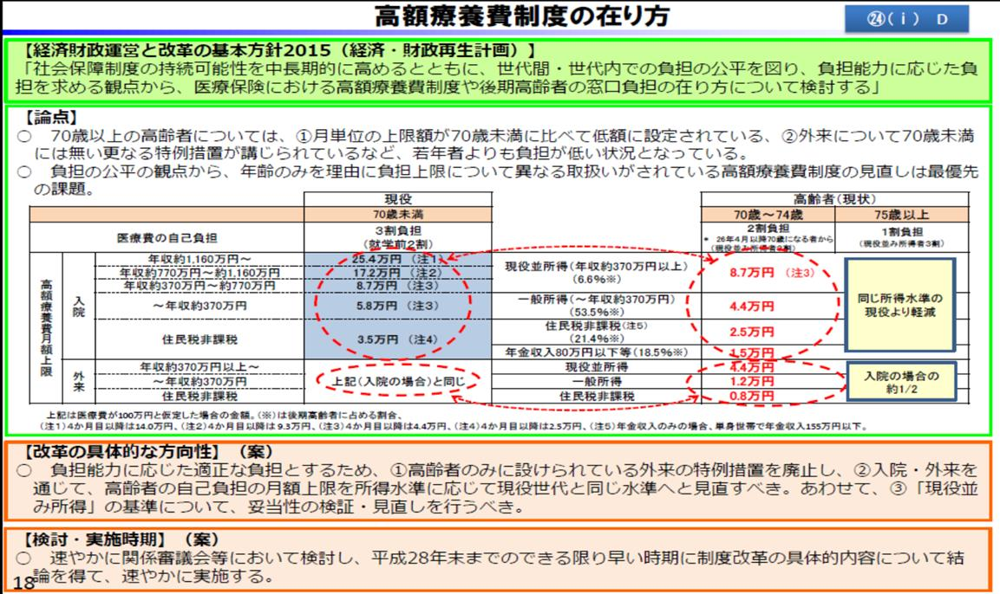 高額療養費制度の在り方
㉔(ⅰ) D
【経済財政運営と改革の基本方針2015（経済・財政再生計画）】
「社会保障制度の持続可能性を中長期的に高めるとともに、世代間・世代内での負担の公平を図り、負担能力に応じた負
担を求める観点から、医療保険における高額療養費制度や後期高齢者の窓口負担の在り方について検討する」
【論点】
○ 70歳以上の高齢者については、①月単位の上限額が70歳未満に比べて低額に設定されている、②外来について70歳未満
には無い更なる特例措置が講じられているなど、若年者よりも負担が低い状況となっている。
○ 負担の公平の観点から、年齢のみを理由に負担上限について異なる取扱いがされている高額療養費制度の見直しは最優先
の課題。
現役
高齢者（現状）
70歳未満
70歳～74歳
75歳以上
医療費の自己負担
3割負担
（就学前2割）
2割負担
* 26年4月以降70歳になる者から
（現役並み所得者3割）
1割負担
（現役並み所得者3割）
高額療養費月額上限
入院
年収約1,160万円～
25.4万円（注1）
年収約770万円～約1,160万円
17.2万円（注2）
年収約370万円～約770万円
8.7万円（注3）
～年収約370万円
5.8万円（注3）
住民税非課税
3.5万円（注4）
現役並所得（年収約370万円以上）
（6.6%※）
8.7万円（注3）
一般所得（～年収約370万円）
（53.5%※）
4.4万円
住民税非課税（注5）
（21.4%※）
2.5万円
年金収入80万円以下等（18.5%※）
1.5万円
同じ所得水準の
現役より軽減
外来
年収約370万円以上～
～年収約370万円
住民税非課税
上記（入院の場合）と同じ
現役並所得
4.4万円
一般所得
1.2万円
住民税非課税
0.8万円
入院の場合の
約1/2
上記は医療費が100万円と仮定した場合の金額。（※）は後期高齢者に占める割合、
（注1）4か月目以降は14.0万円、（注2）4か月目以降は9.3万円、（注3）4か月目以降は4.4万円、（注4）4か月目以降は2.5万円、（注5）年金収入のみの場合、単身世帯で年金収入155万円以下。
【改革の具体的な方向性】（案）
○ 負担能力に応じた適正な負担とするため、①高齢者のみに設けられている外来の特例措置を廃止し、②入院・外来を
通じて、高齢者の自己負担の月額上限を所得水準に応じて現役世代と同じ水準へと見直すべき。あわせて、③「現役並
み所得」の基準について、妥当性の検証・見直しを行うべき。
【検討・実施時期】（案）
○ 速やかに関係審議会等において検討し、平成28年末までのできる限り早い時期に制度改革の具体的内容について結
論を得て、速やかに実施する。
18